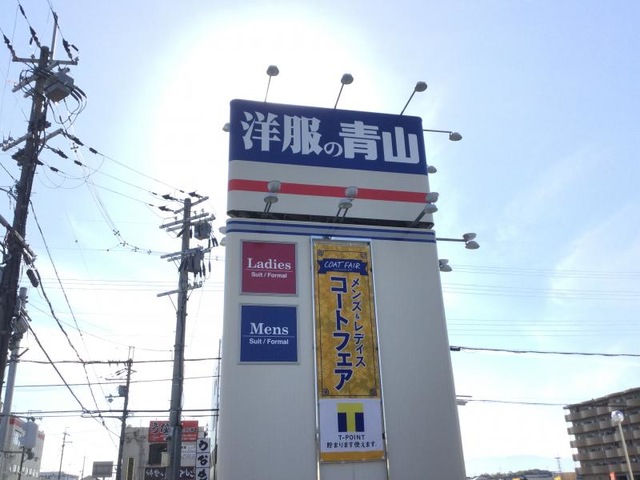 洋服の青山
Ladies
Suit / Formal
Mens
Suit / Formal
COAT FAIR
メンズ&レディス
コートフェア
T
T-POINT
貯まります使えます。